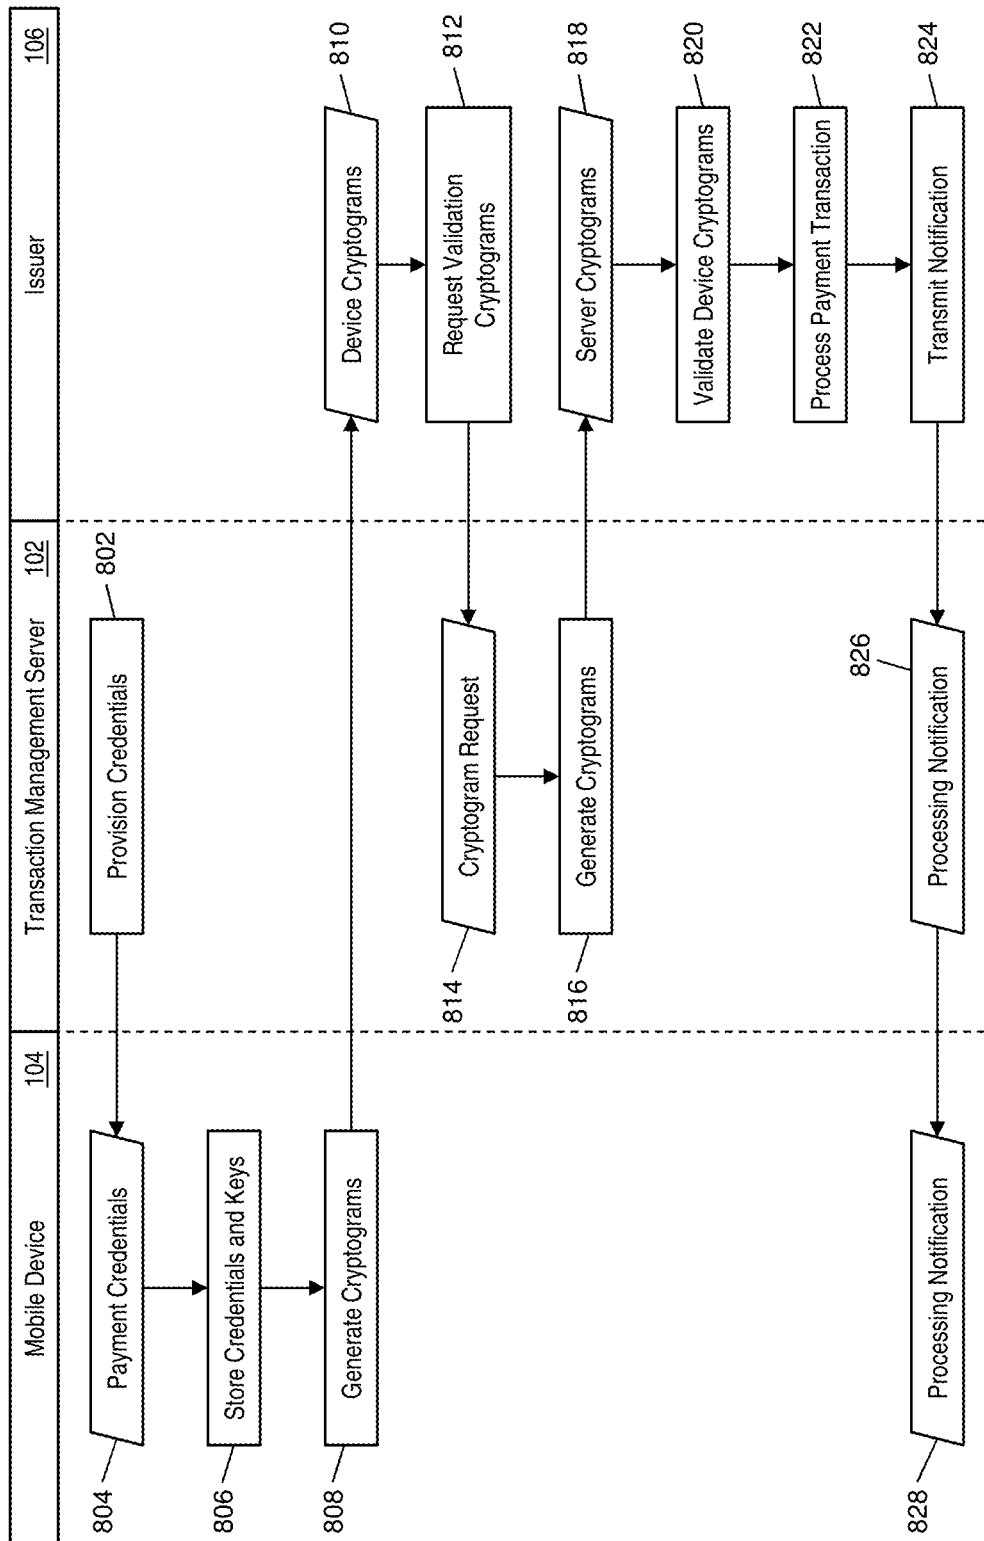 Mobile Device 104
Transaction Management Server 102
Issuer 106
Provision Credentials
802
Payment Credentials
804
Store Credentials and Keys
806
Generate Cryptograms
808
Device Cryptograms
810
Request Validation
Cryptograms
812
Cryptogram Request
814
Generate Cryptograms
816
Server Cryptograms
818
Validate Device Cryptograms
820
Process Payment Transaction
822
Transmit Notification
824
Processing Notification
826
Processing Notification
828